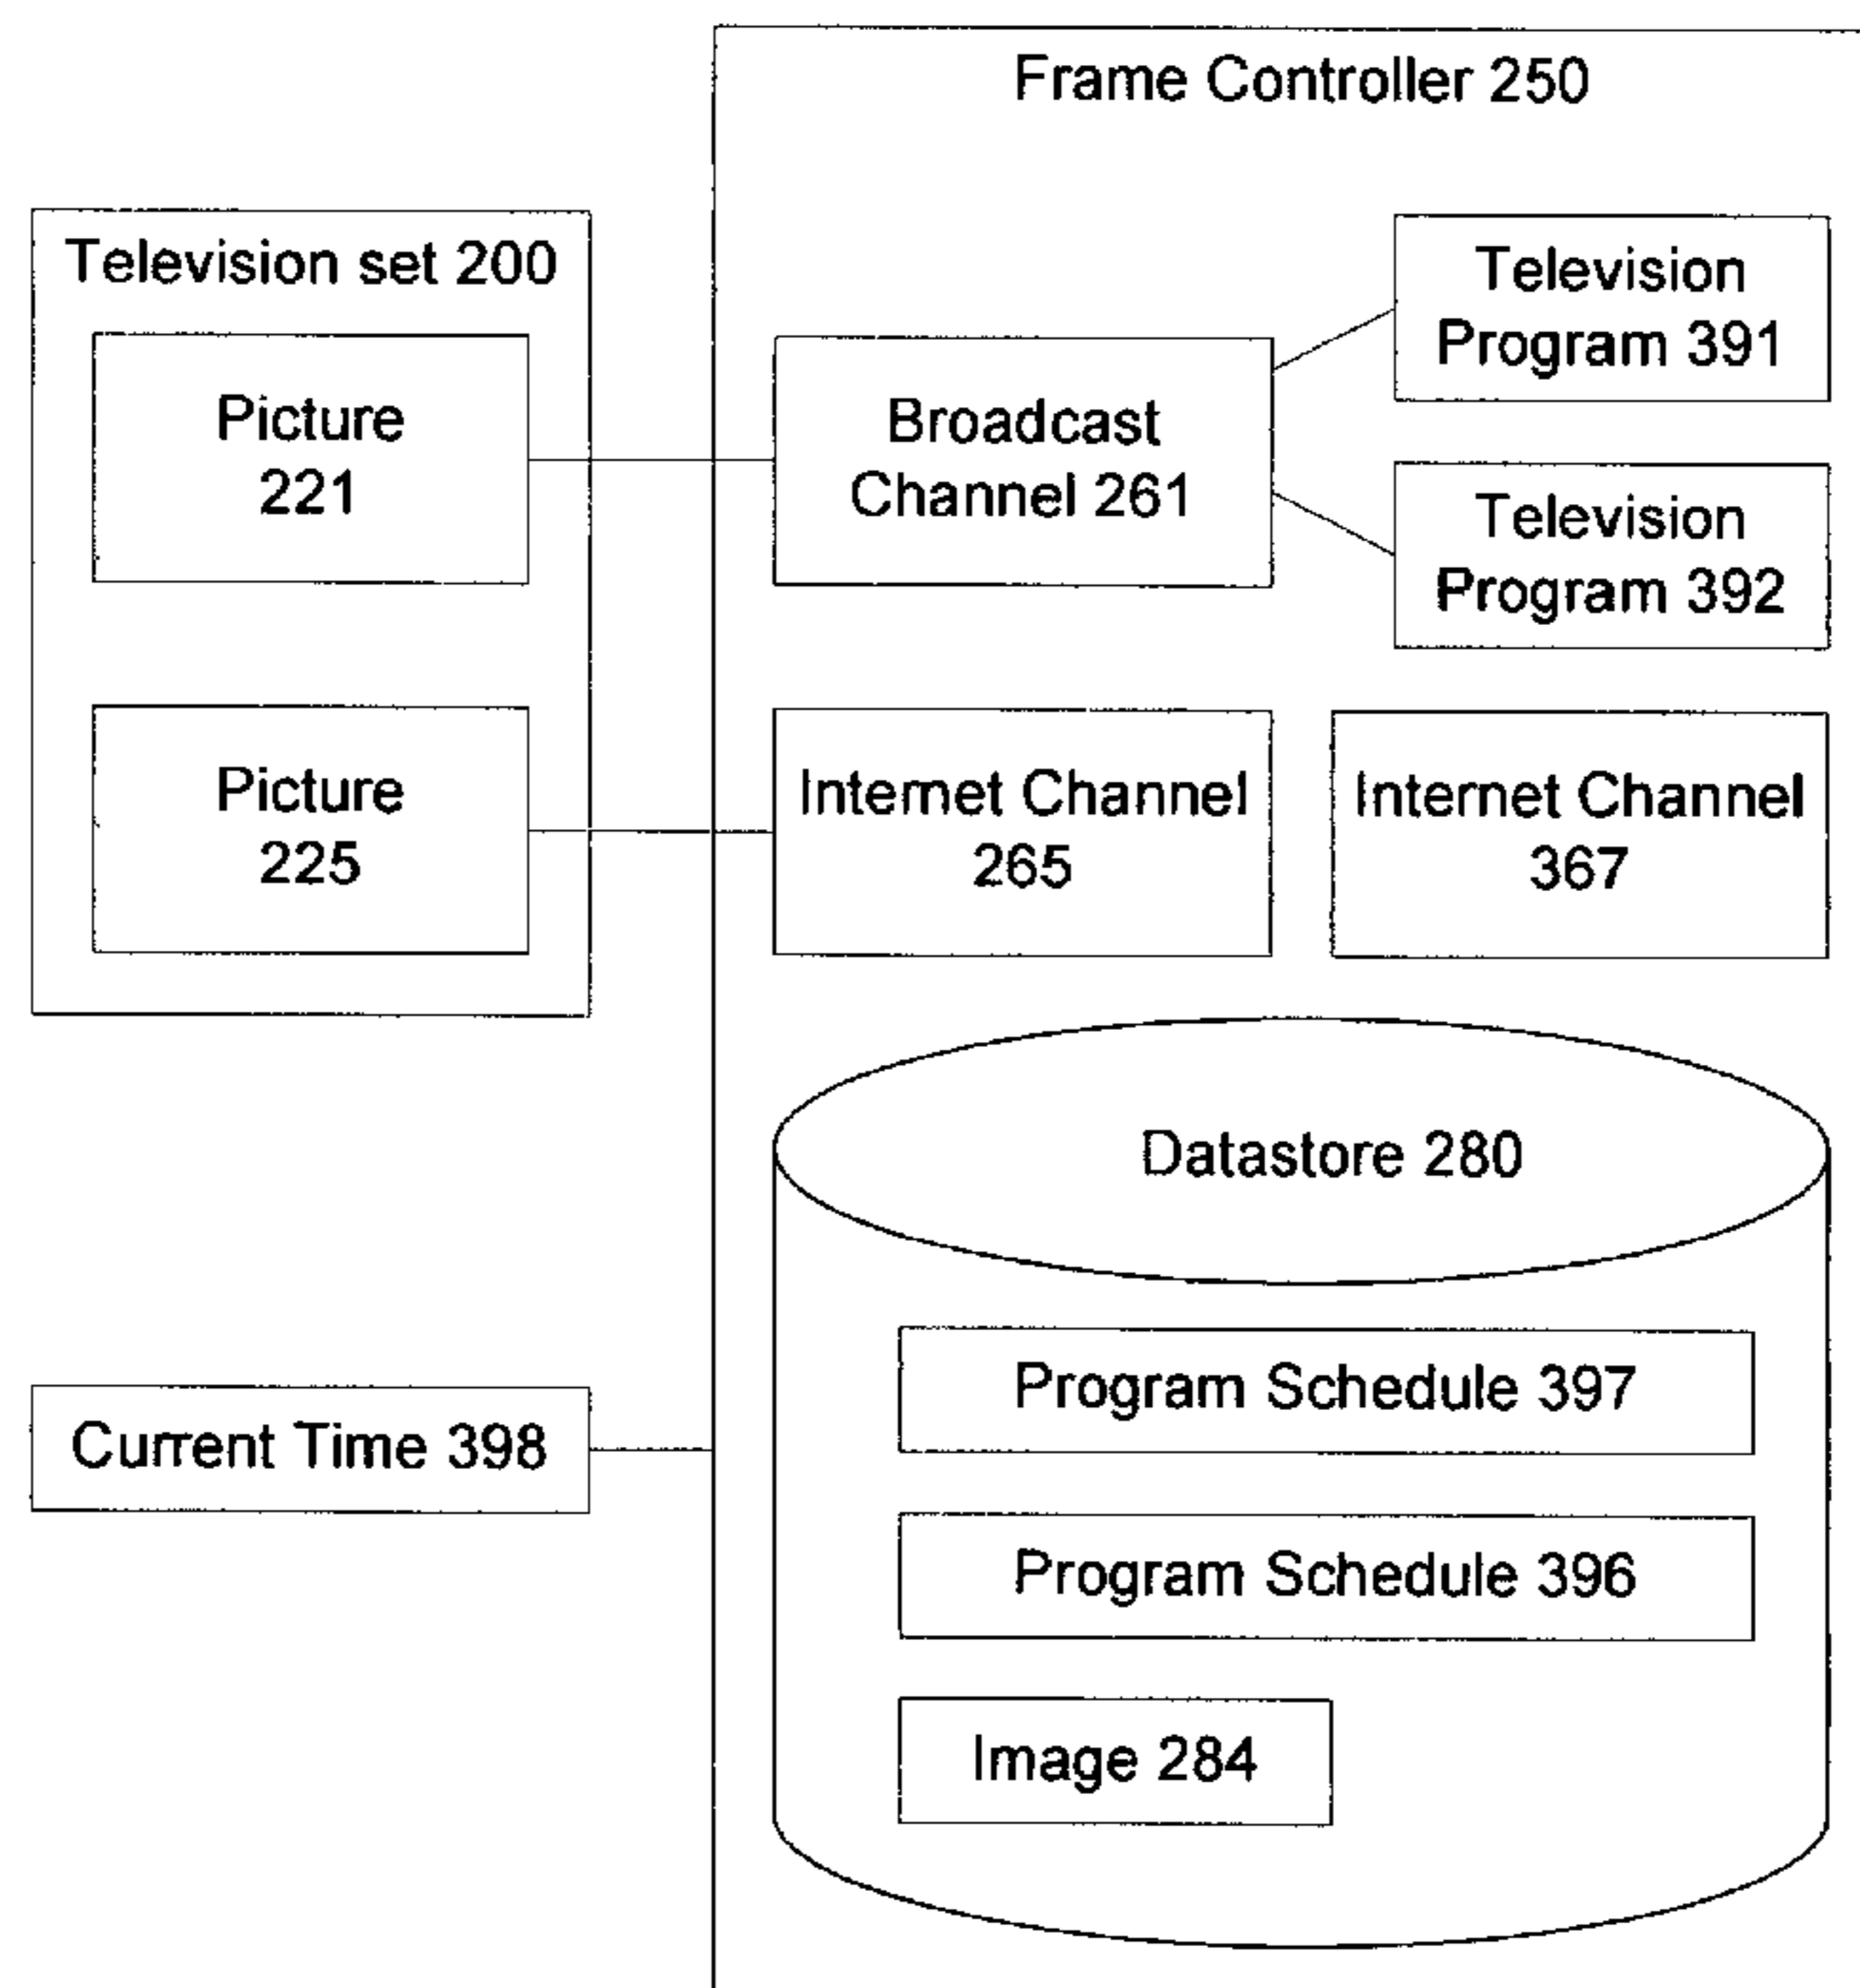 Frame Controller 250
Television set 200
Picture
221
Broadcast
Channel 261
Television
Program 391
Television
Program 392
Picture
225
Internet Channel
265
Internet Channel
367
Datastore 280
Program Schedule 397
Current Time 398
Program Schedule 396
Image 284